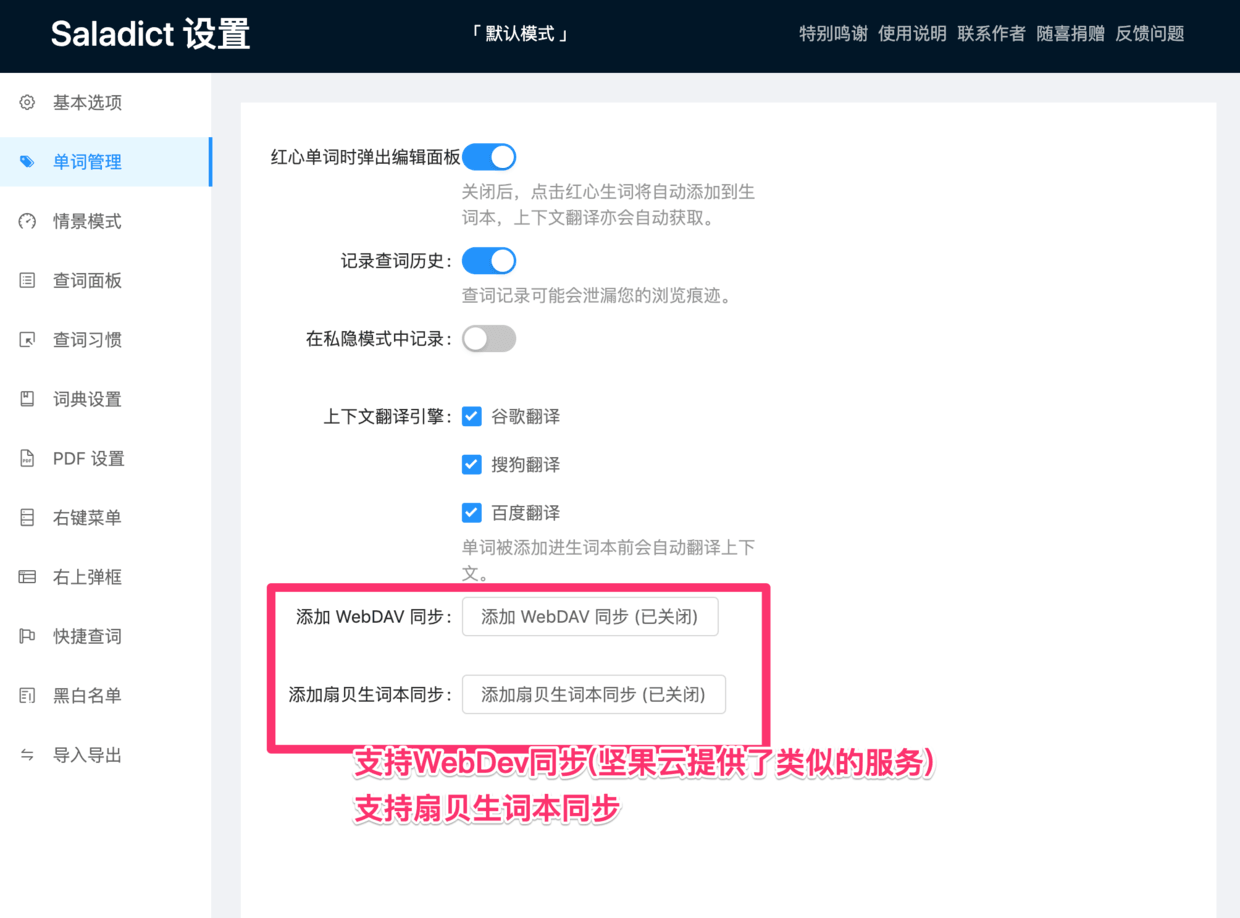 Saladict 设置
「 默认模式 」
特别鸣谢 使用说明 联系作者 随喜捐赠 反馈问题
基本选项
单词管理
情景模式
查词面板
查词习惯
词典设置
PDF 设置
右键菜单
右上弹框
快捷查词
黑白名单
导入导出
红心单词时弹出编辑面板
关闭后，点击红心生词将自动添加到生
词本，上下文翻译亦会自动获取。
记录查词历史:
查词记录可能会泄漏您的浏览痕迹。
在私隐模式中记录:
上下文翻译引擎: 谷歌翻译
搜狗翻译
百度翻译
单词被添加进生词本前会自动翻译上下
文。
添加 WebDAV 同步: 添加 WebDAV 同步 (已关闭)
添加扇贝生词本同步: 添加扇贝生词本同步 (已关闭)
支持WebDev同步(坚果云提供了类似的服务)
支持扇贝生词本同步